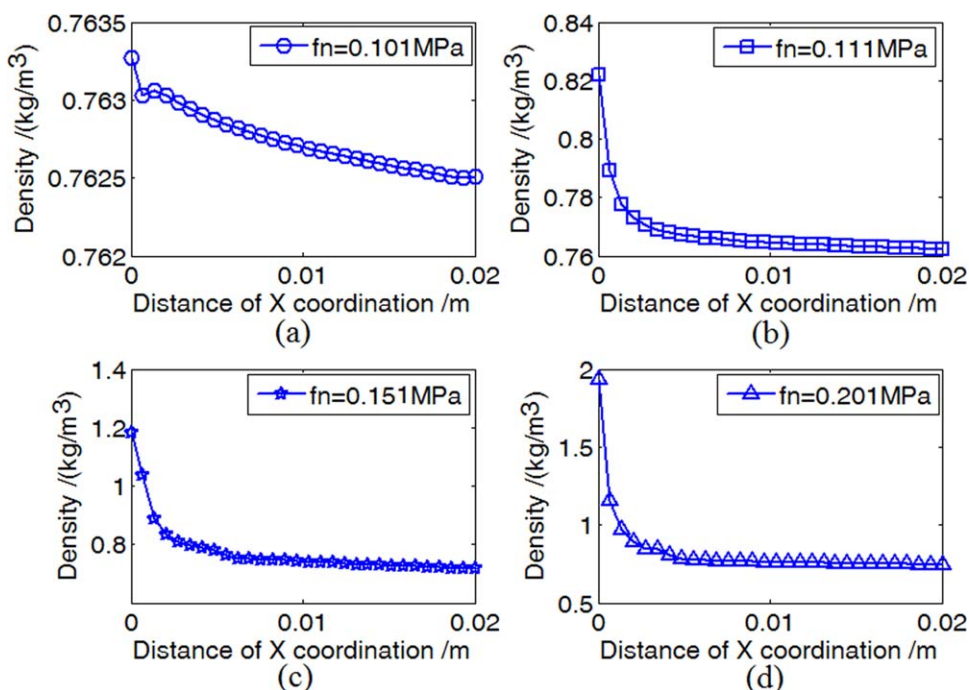 0.7635
0.763
0.7625
0.762
Density /(kg/m³)
fn=0.101MPa
0
0.01
0.02
Distance of X coordination /m
(a)
0.84
0.82
0.8
0.78
0.76
Density /(kg/m³)
fn=0.111MPa
0
0.01
0.02
Distance of X coordination /m
(b)
1.4
1.2
1
0.8
Density /(kg/m³)
fn=0.151MPa
0
0.01
0.02
Distance of X coordination /m
(c)
2
1.5
1
0.5
Density /(kg/m³)
fn=0.201MPa
0
0.01
0.02
Distance of X coordination /m
(d)